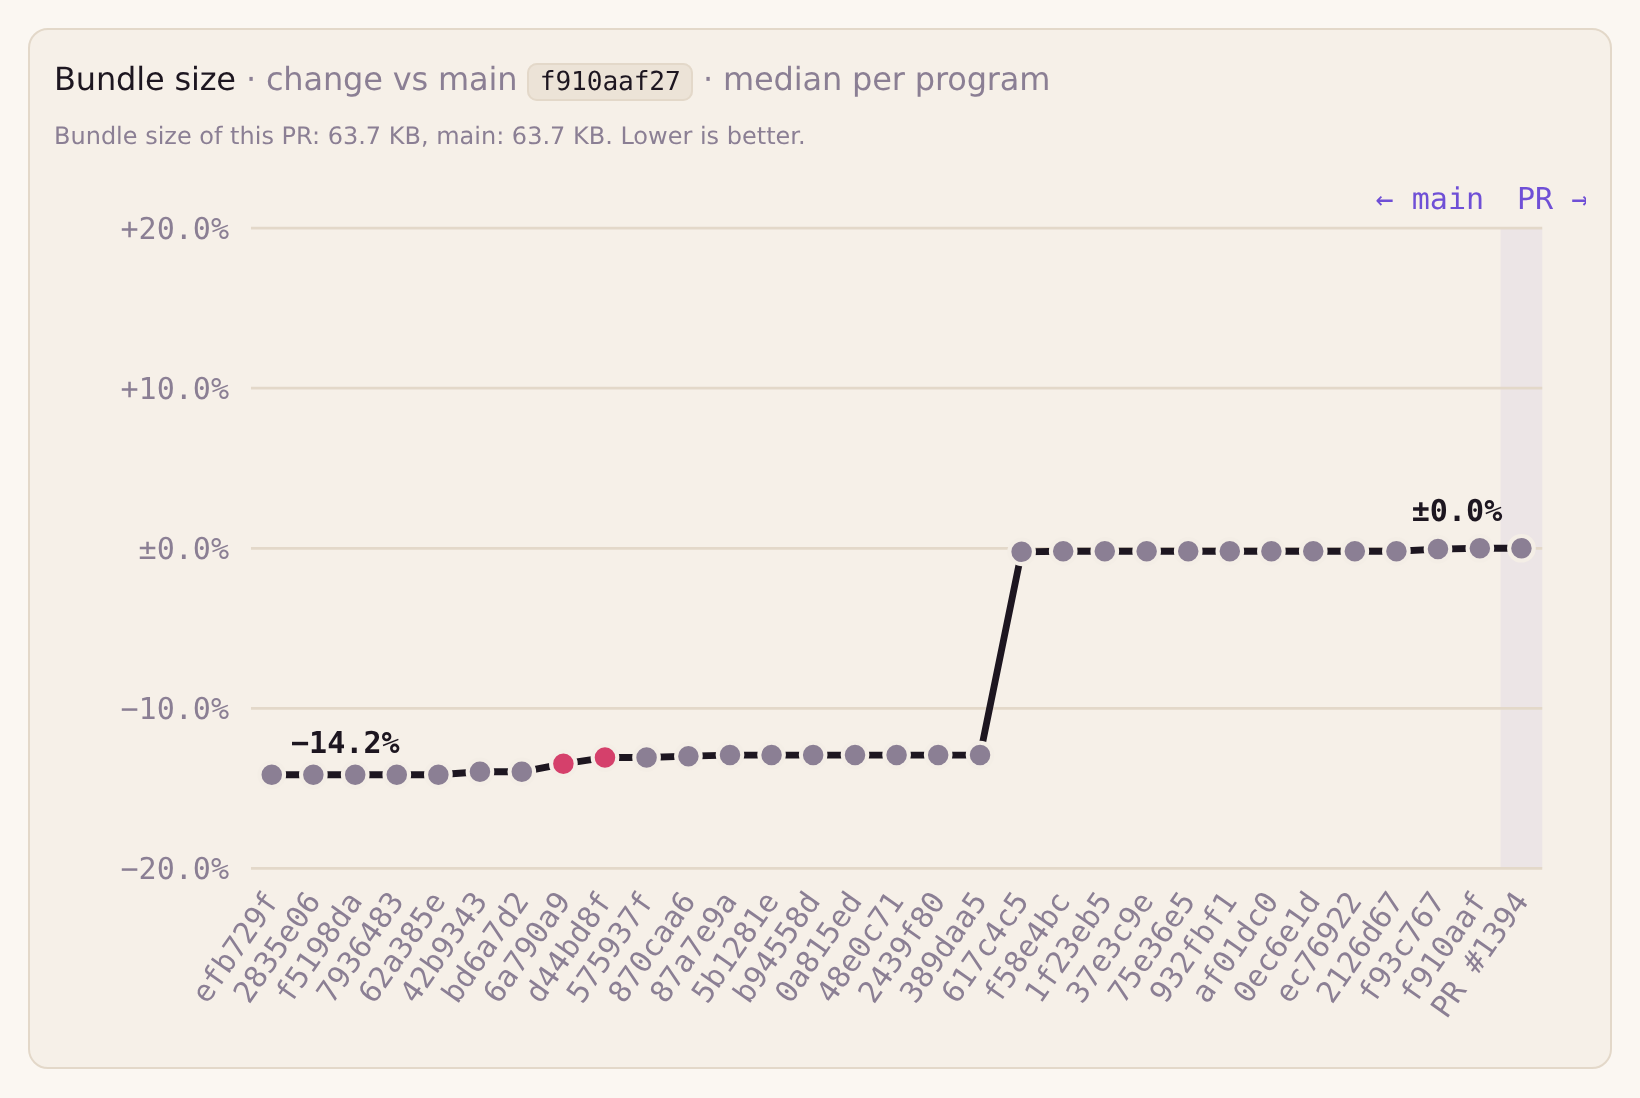 Bundle size · change vs main f910aaf27 · median per program
Bundle size of this PR: 63.7 KB, main: 63.7 KB. Lower is better.
← main PR →
+20.0%
+10.0%
±0.0%
−10.0%
−20.0%
−14.2%
±0.0%
efb729f
2835e06
f5198da
7936483
62a385e
42b9343
bd6a7d2
6a790a9
d44bd8f
575937f
870caa6
87a7e9a
5b1281e
b94558d
0a815ed
48e0c71
2439f80
389daa5
617c4c5
f58e4bc
1f23eb5
37e3c9e
75e36e5
932fbf1
af01dc0
0ec6e1d
ec76922
2126d67
f93c767
f910aaf
PR #1394